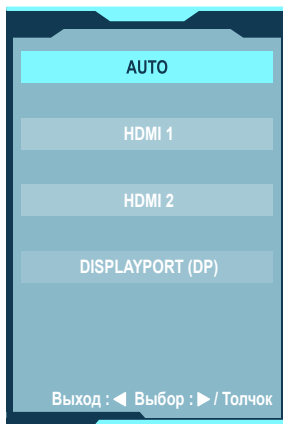 AUTO
HDMI 1
HDMI 2
DISPLAYPORT (DP)
Выход : ◀ Выбор : ▶ / Толчок